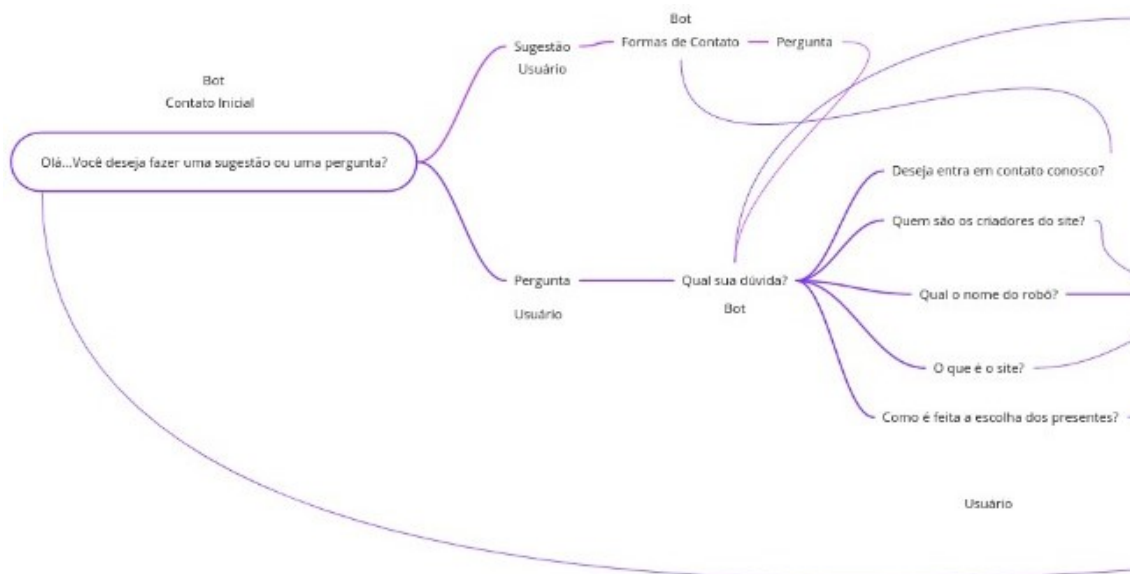 Bot
Contato Inicial
Olá...Você deseja fazer uma sugestão ou uma pergunta?
Sugestão
Usuário
Bot
Formas de Contato
Pergunta
Pergunta
Usuário
Qual sua dúvida?
Bot
Deseja entra em contato conosco?
Quem são os criadores do site?
Qual o nome do robô?
O que é o site?
Como é feita a escolha dos presentes?
Usuário